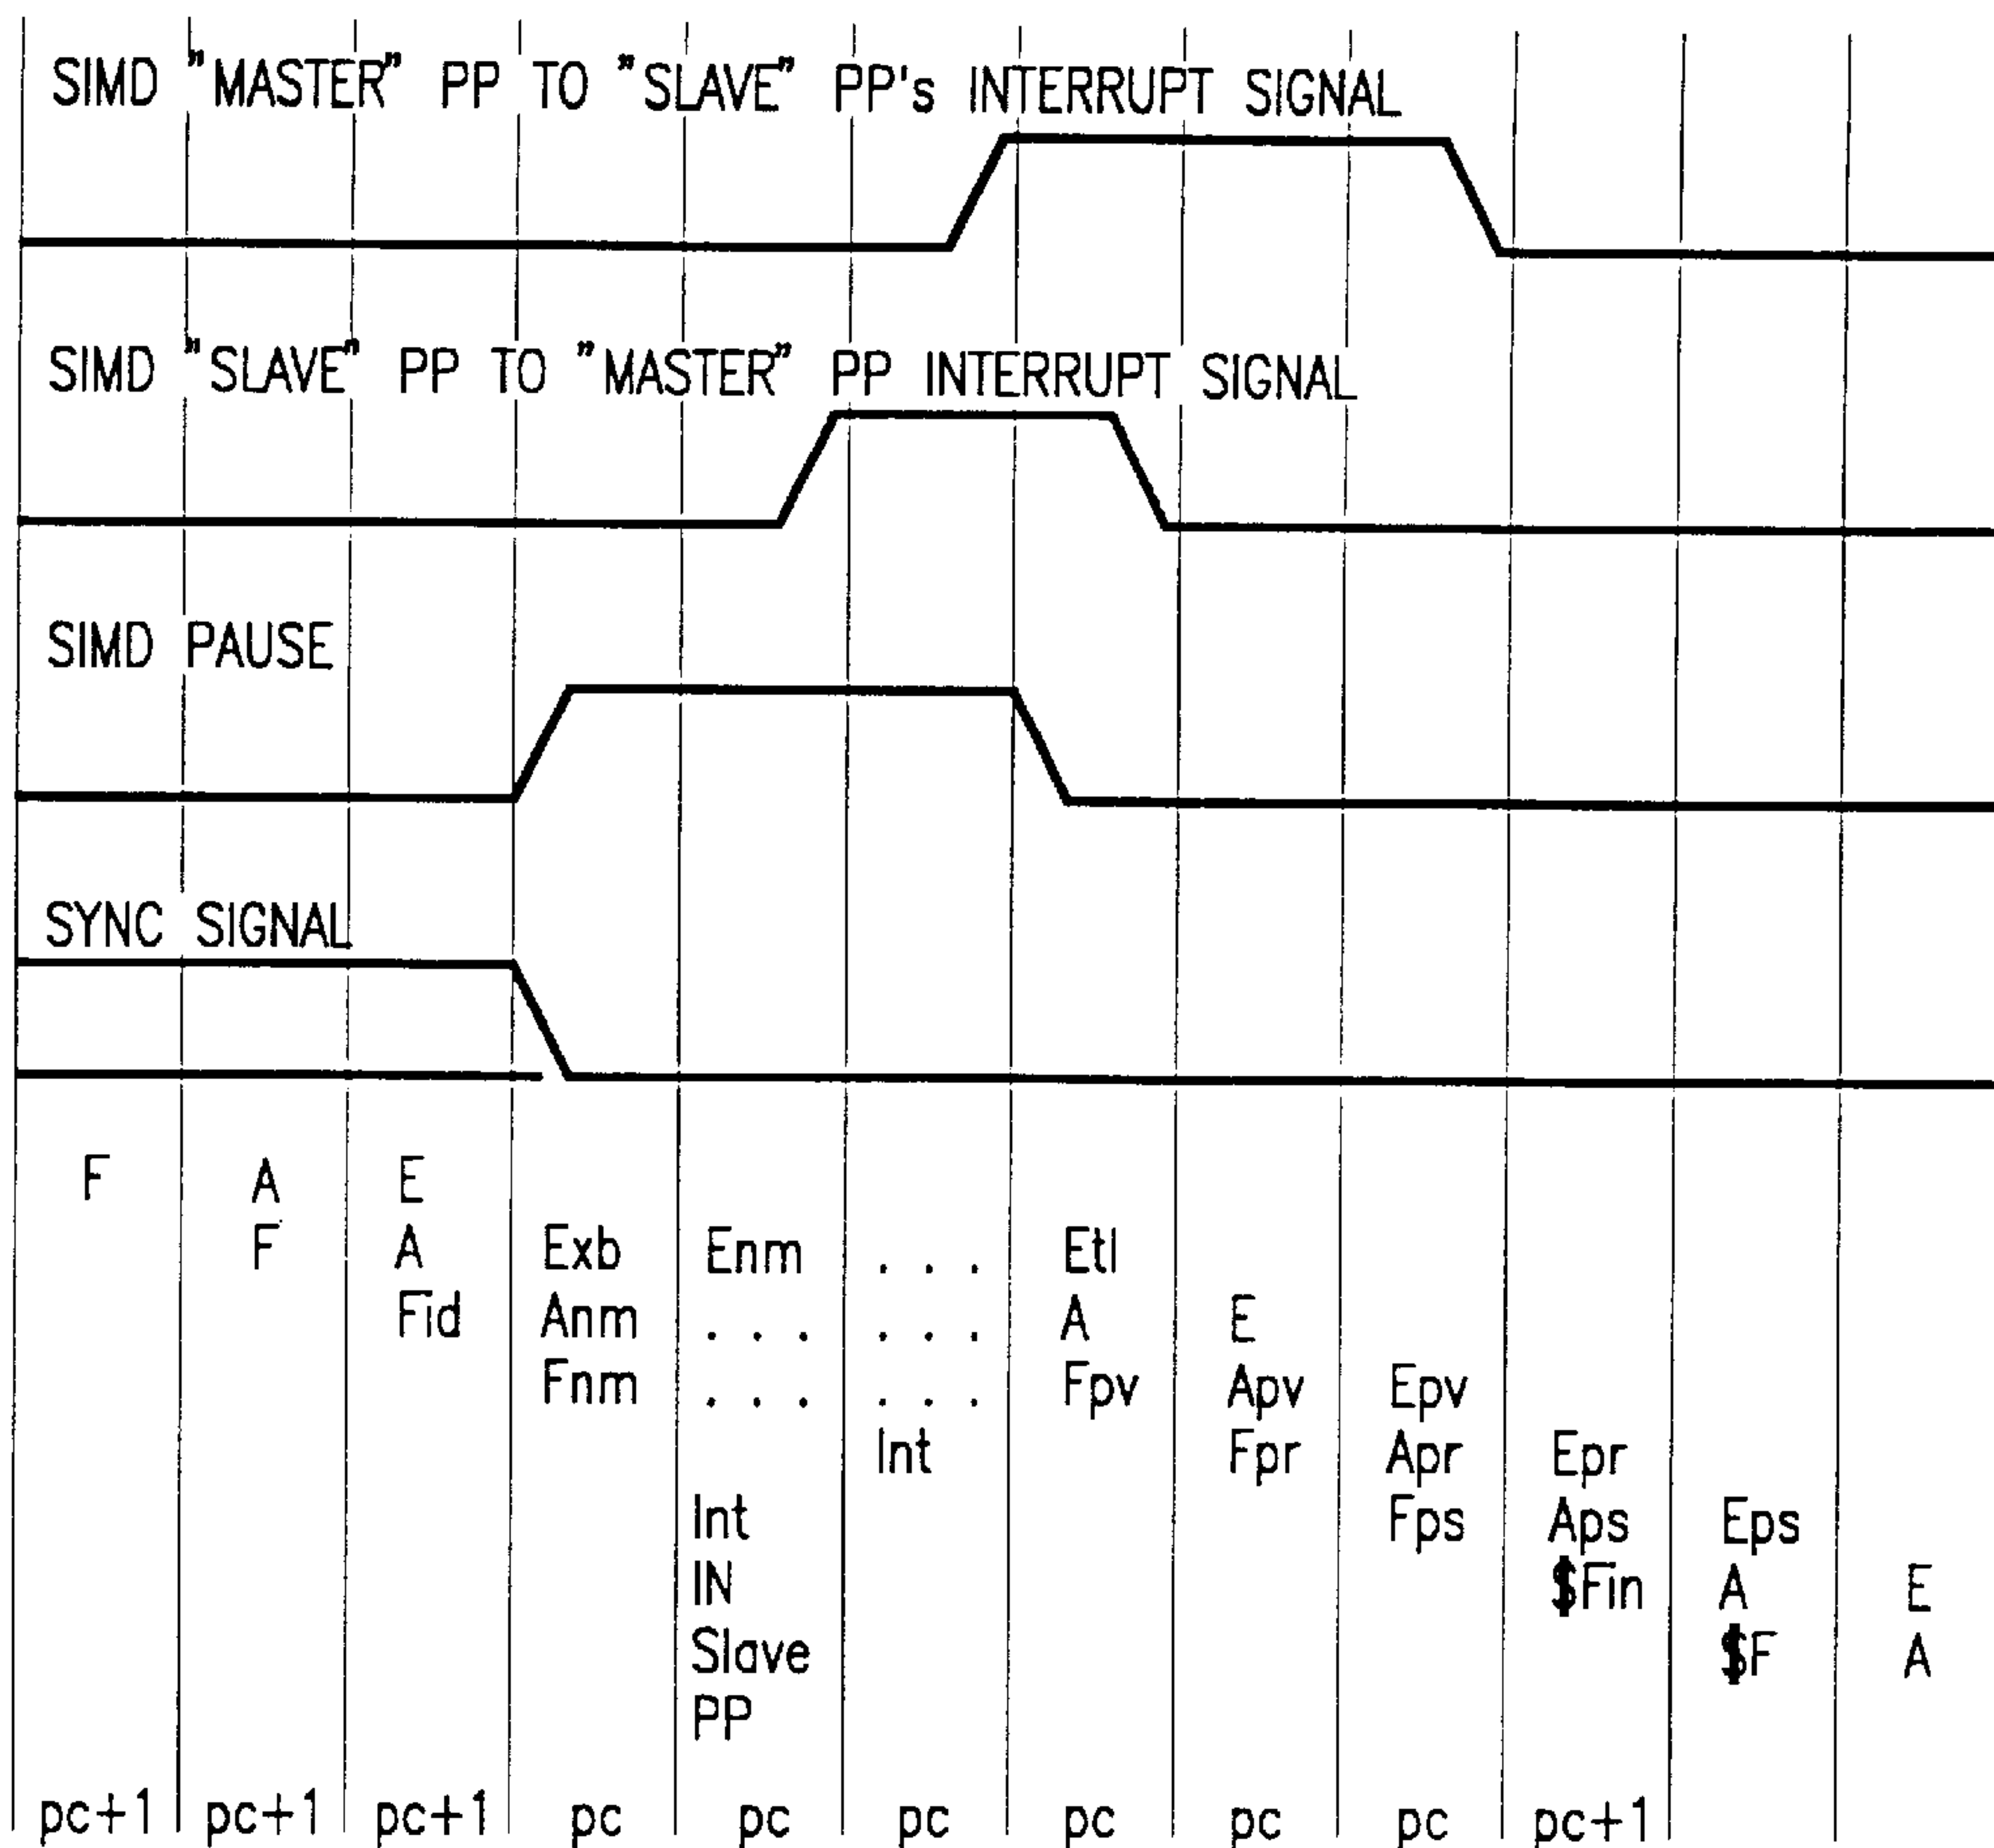 SIMD "MASTER" PP TO "SLAVE" PP's INTERRUPT SIGNAL
SIMD "SLAVE" PP TO "MASTER" PP INTERRUPT SIGNAL
SIMD PAUSE
SYNC SIGNAL
F A E
F A Exb Enm . . . Etl
Fid Anm . . . . . . A E
Fnm . . . . . . Fpv Apv Epv
Int Fpr Apr Epr
Int Fps Aps Eps
IN $Fin A E
Slave $F A
PP
pc+1 pc+1 pc+1 pc pc pc pc pc pc pc+1